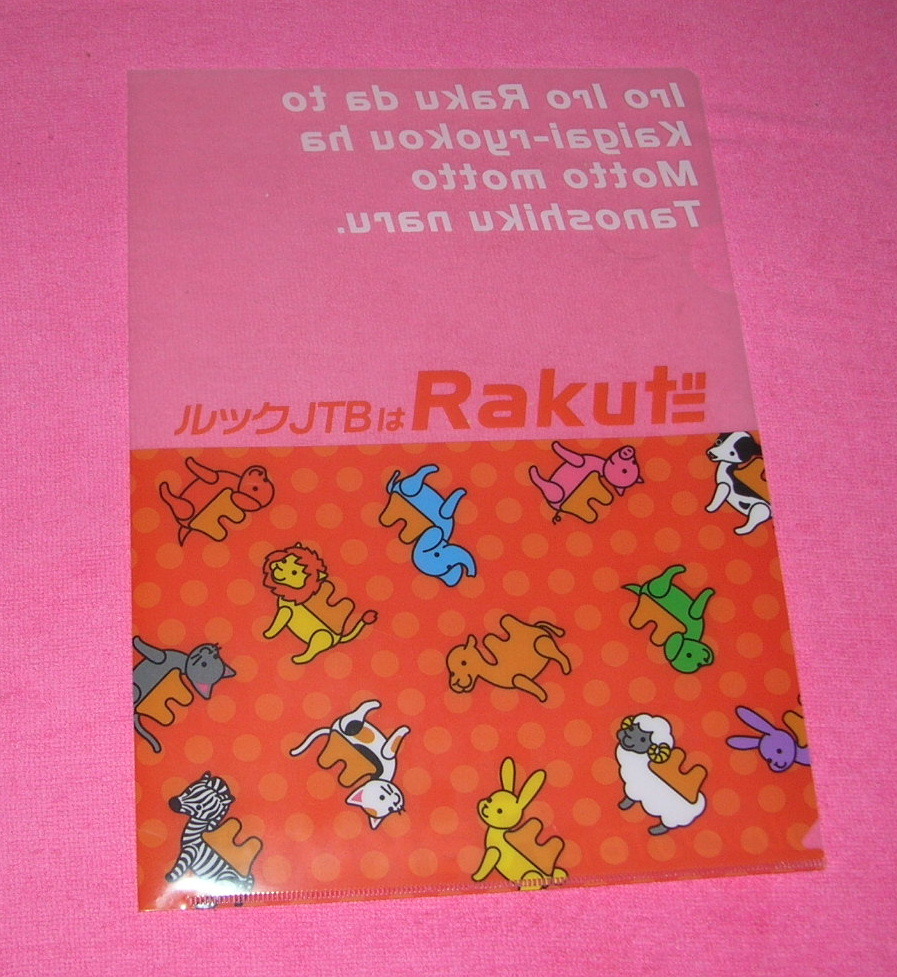 Iro Iro Raku da to
Kaigai-ryokou ha
Motto motto
Tanoshiku naru.
ルックJTBはRakuだ